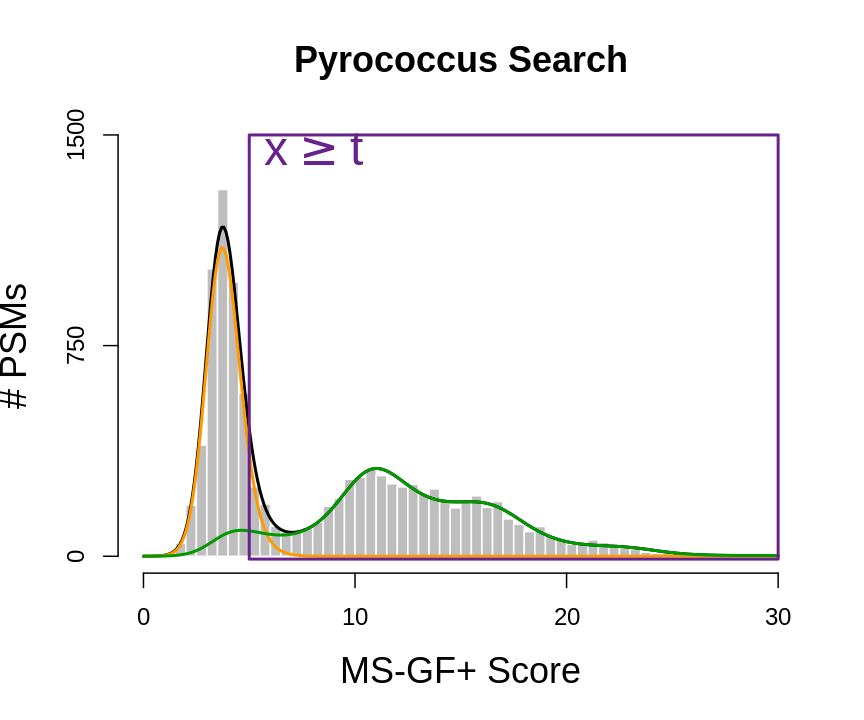 Pyrococcus Search
x ≥ t
1500
750
0
# PSMs
0 10 20 30
MS-GF+ Score